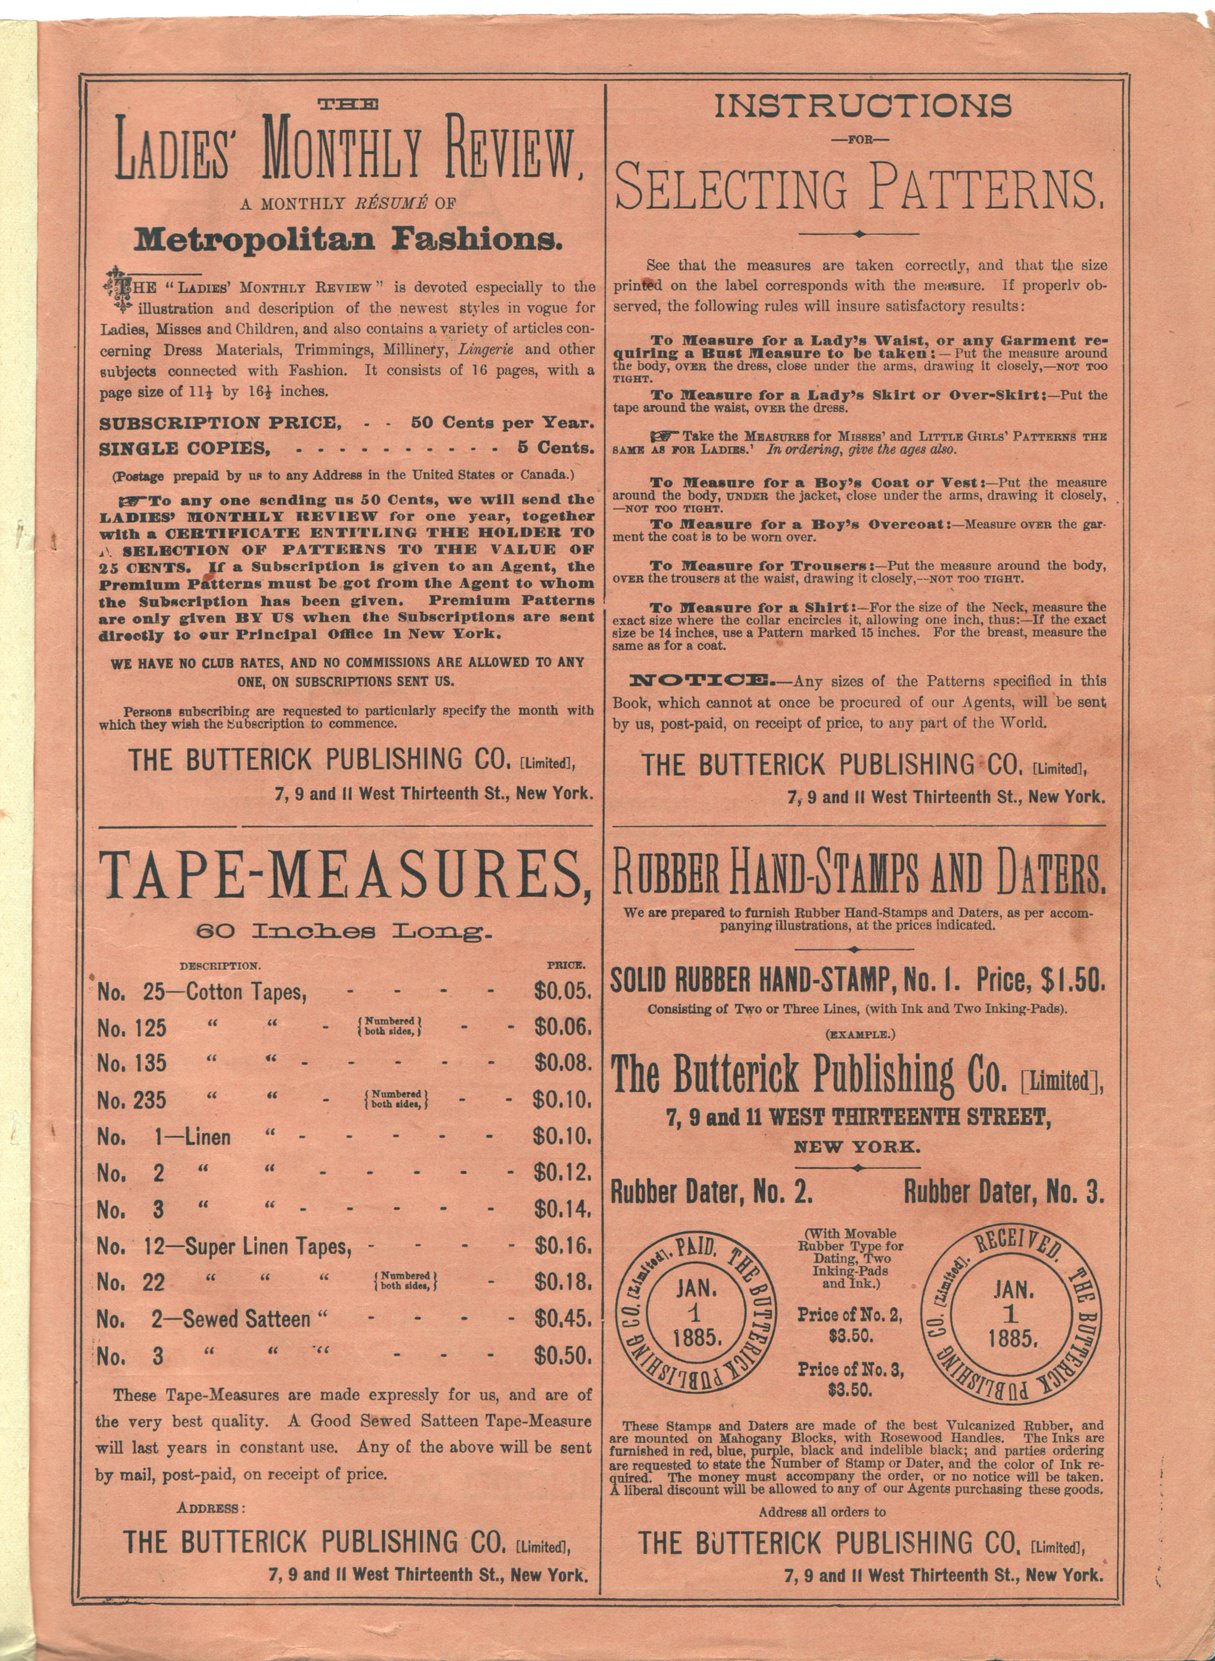 THE
LADIES' MONTHLY REVIEW,
A MONTHLY RÉSUMÉ OF
Metropolitan Fashions.
THE "LADIES' MONTHLY REVIEW" is devoted especially to the
illustration and description of the newest styles in vogue for
Ladies, Misses and Children, and also contains a variety of articles con-
cerning Dress Materials, Trimmings, Millinery, Lingerie and other
subjects connected with Fashion. It consists of 16 pages, with a
page size of 11½ by 16½ inches.
SUBSCRIPTION PRICE, - - 50 Cents per Year.
SINGLE COPIES, - - - - - - - - - - 5 Cents.
(Postage prepaid by us to any Address in the United States or Canada.)
☞To any one sending us 50 Cents, we will send the
LADIES' MONTHLY REVIEW for one year, together
with a CERTIFICATE ENTITLING THE HOLDER TO
A SELECTION OF PATTERNS TO THE VALUE OF
25 CENTS. If a Subscription is given to an Agent, the
Premium Patterns must be got from the Agent to whom
the Subscription has been given. Premium Patterns
are only given BY US when the Subscriptions are sent
directly to our Principal Office in New York.
WE HAVE NO CLUB RATES, AND NO COMMISSIONS ARE ALLOWED TO ANY
ONE, ON SUBSCRIPTIONS SENT US.
Persons subscribing are requested to particularly specify the month with
which they wish the Subscription to commence.
THE BUTTERICK PUBLISHING CO. [Limited],
7, 9 and 11 West Thirteenth St., New York.
TAPE-MEASURES,
60 Inches Long.
DESCRIPTION. PRICE.
No. 25—Cotton Tapes, - - - - $0.05.
No. 125 " " - {Numbered both sides,} - - $0.06.
No. 135 " " - - - - - $0.08.
No. 235 " " - {Numbered both sides,} - - $0.10.
No. 1—Linen " - - - - - $0.10.
No. 2 " " - - - - - $0.12.
No. 3 " " - - - - - $0.14.
No. 12—Super Linen Tapes, - - - - $0.16.
No. 22 " " " {Numbered both sides,} - $0.18.
No. 2—Sewed Satteen " - - - - $0.45.
No. 3 " " " - - - $0.50.
These Tape-Measures are made expressly for us, and are of
the very best quality. A Good Sewed Satteen Tape-Measure
will last years in constant use. Any of the above will be sent
by mail, post-paid, on receipt of price.
ADDRESS:
THE BUTTERICK PUBLISHING CO. [Limited],
7, 9 and 11 West Thirteenth St., New York.
INSTRUCTIONS
—FOR—
SELECTING PATTERNS.
See that the measures are taken correctly, and that the size
printed on the label corresponds with the measure. If properly ob-
served, the following rules will insure satisfactory results:
To Measure for a Lady's Waist, or any Garment re-
quiring a Bust Measure to be taken:—Put the measure around
the body, OVER the dress, close under the arms, drawing it closely,—NOT TOO
TIGHT.
To Measure for a Lady's Skirt or Over-Skirt:—Put the
tape around the waist, OVER the dress.
☞Take the MEASURES for MISSES' and LITTLE GIRLS' PATTERNS THE
SAME AS FOR LADIES.' In ordering, give the ages also.
To Measure for a Boy's Coat or Vest:—Put the measure
around the body, UNDER the jacket, close under the arms, drawing it closely,
—NOT TOO TIGHT.
To Measure for a Boy's Overcoat:—Measure OVER the gar-
ment the coat is to be worn over.
To Measure for Trousers:—Put the measure around the body,
OVER the trousers at the waist, drawing it closely,—NOT TOO TIGHT.
To Measure for a Shirt:—For the size of the Neck, measure the
exact size where the collar encircles it, allowing one inch, thus:—If the exact
size be 14 inches, use a Pattern marked 15 inches. For the breast, measure the
same as for a coat.
NOTICE.—Any sizes of the Patterns specified in this
Book, which cannot at once be procured of our Agents, will be sent
by us, post-paid, on receipt of price, to any part of the World.
THE BUTTERICK PUBLISHING CO. [Limited],
7, 9 and 11 West Thirteenth St., New York.
RUBBER HAND-STAMPS AND DATERS.
We are prepared to furnish Rubber Hand-Stamps and Daters, as per accom-
panying illustrations, at the prices indicated.
SOLID RUBBER HAND-STAMP, No. 1. Price, $1.50.
Consisting of Two or Three Lines, (with Ink and Two Inking-Pads).
(EXAMPLE.)
The Butterick Publishing Co. [Limited],
7, 9 and 11 WEST THIRTEENTH STREET,
NEW YORK.
Rubber Dater, No. 2. Rubber Dater, No. 3.
PAID. THE BUTTERICK PUBLISHING CO. (Limited).
JAN.
1
1885.
(With Movable
Rubber Type for
Dating, Two
Inking-Pads
and Ink.)
Price of No. 2,
$3.50.
Price of No. 3,
$3.50.
RECEIVED. THE BUTTERICK PUBLISHING CO. (Limited).
JAN.
1
1885.
These Stamps and Daters are made of the best Vulcanized Rubber, and
are mounted on Mahogany Blocks, with Rosewood Handles. The Inks are
furnished in red, blue, purple, black and indelible black; and parties ordering
are requested to state the Number of Stamp or Dater, and the color of Ink re-
quired. The money must accompany the order, or no notice will be taken.
A liberal discount will be allowed to any of our Agents purchasing these goods.
Address all orders to
THE BUTTERICK PUBLISHING CO. [Limited],
7, 9 and 11 West Thirteenth St., New York.